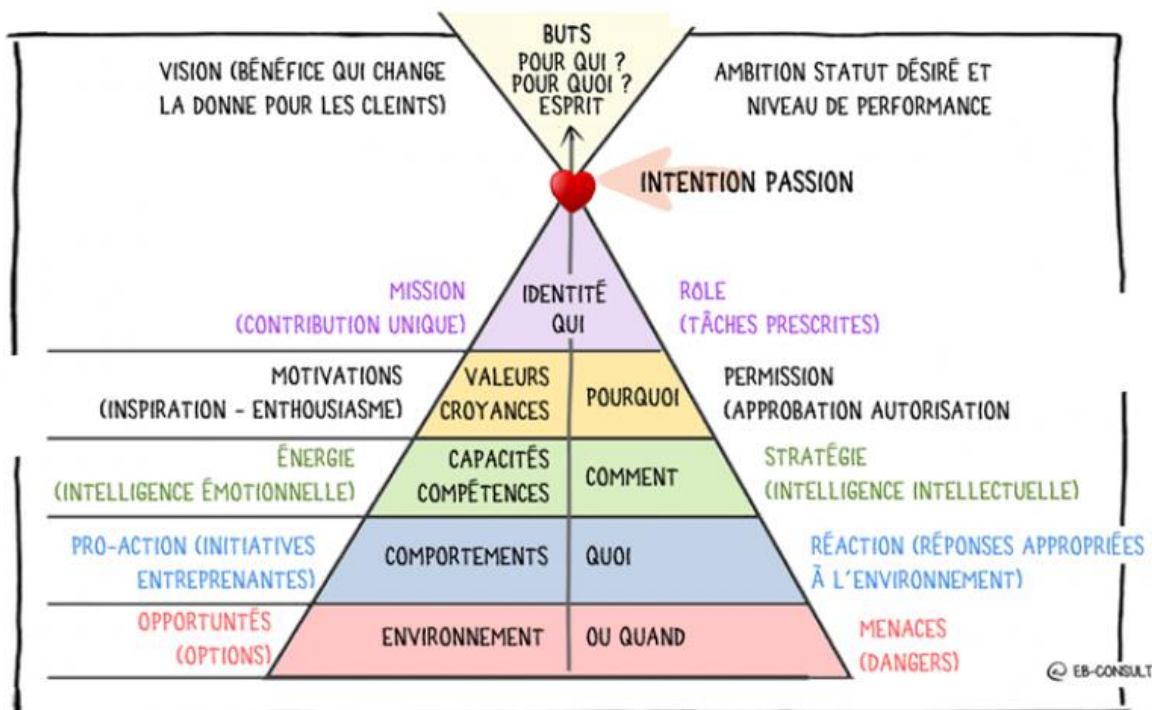 BUTS
POUR QUI ?
POUR QUOI ?
ESPRIT
VISION (BÉNÉFICE QUI CHANGE
LA DONNE POUR LES CLEINTS)
AMBITION STATUT DÉSIRÉ ET
NIVEAU DE PERFORMANCE
INTENTION PASSION
MISSION
(CONTRIBUTION UNIQUE)
IDENTITÉ
QUI
RÔLE
(TÂCHES PRESCRITES)
MOTIVATIONS
(INSPIRATION - ENTHOUSIASME)
VALEURS
CROYANCES
POURQUOI
PERMISSION
(APPROBATION AUTORISATION
ÉNERGIE
(INTELLIGENCE ÉMOTIONNELLE)
CAPACITÉS
COMPÉTENCES
COMMENT
STRATÉGIE
(INTELLIGENCE INTELLECTUELLE)
PRO-ACTION (INITIATIVES
ENTREPRENANTES)
COMPORTEMENTS
QUOI
RÉACTION (RÉPONSES APPROPRIÉES
À L'ENVIRONMENT)
OPPORTUNTÉS
(OPTIONS)
ENVIRONNEMENT
OU QUAND
MENACES
(DANGERS)
@ EB-CONSULT